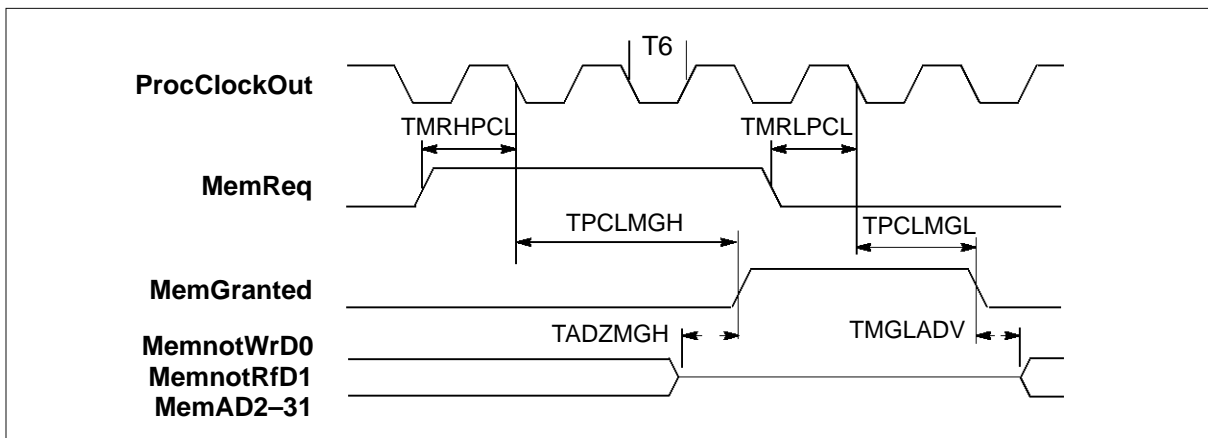 T6
ProcClockOut
TMRHPCL TMRLPCL
MemReq
TPCLMGH TPCLMGL
MemGranted
TADZMGH TMGLADV
MemnotWrD0
MemnotRfD1
MemAD2–31